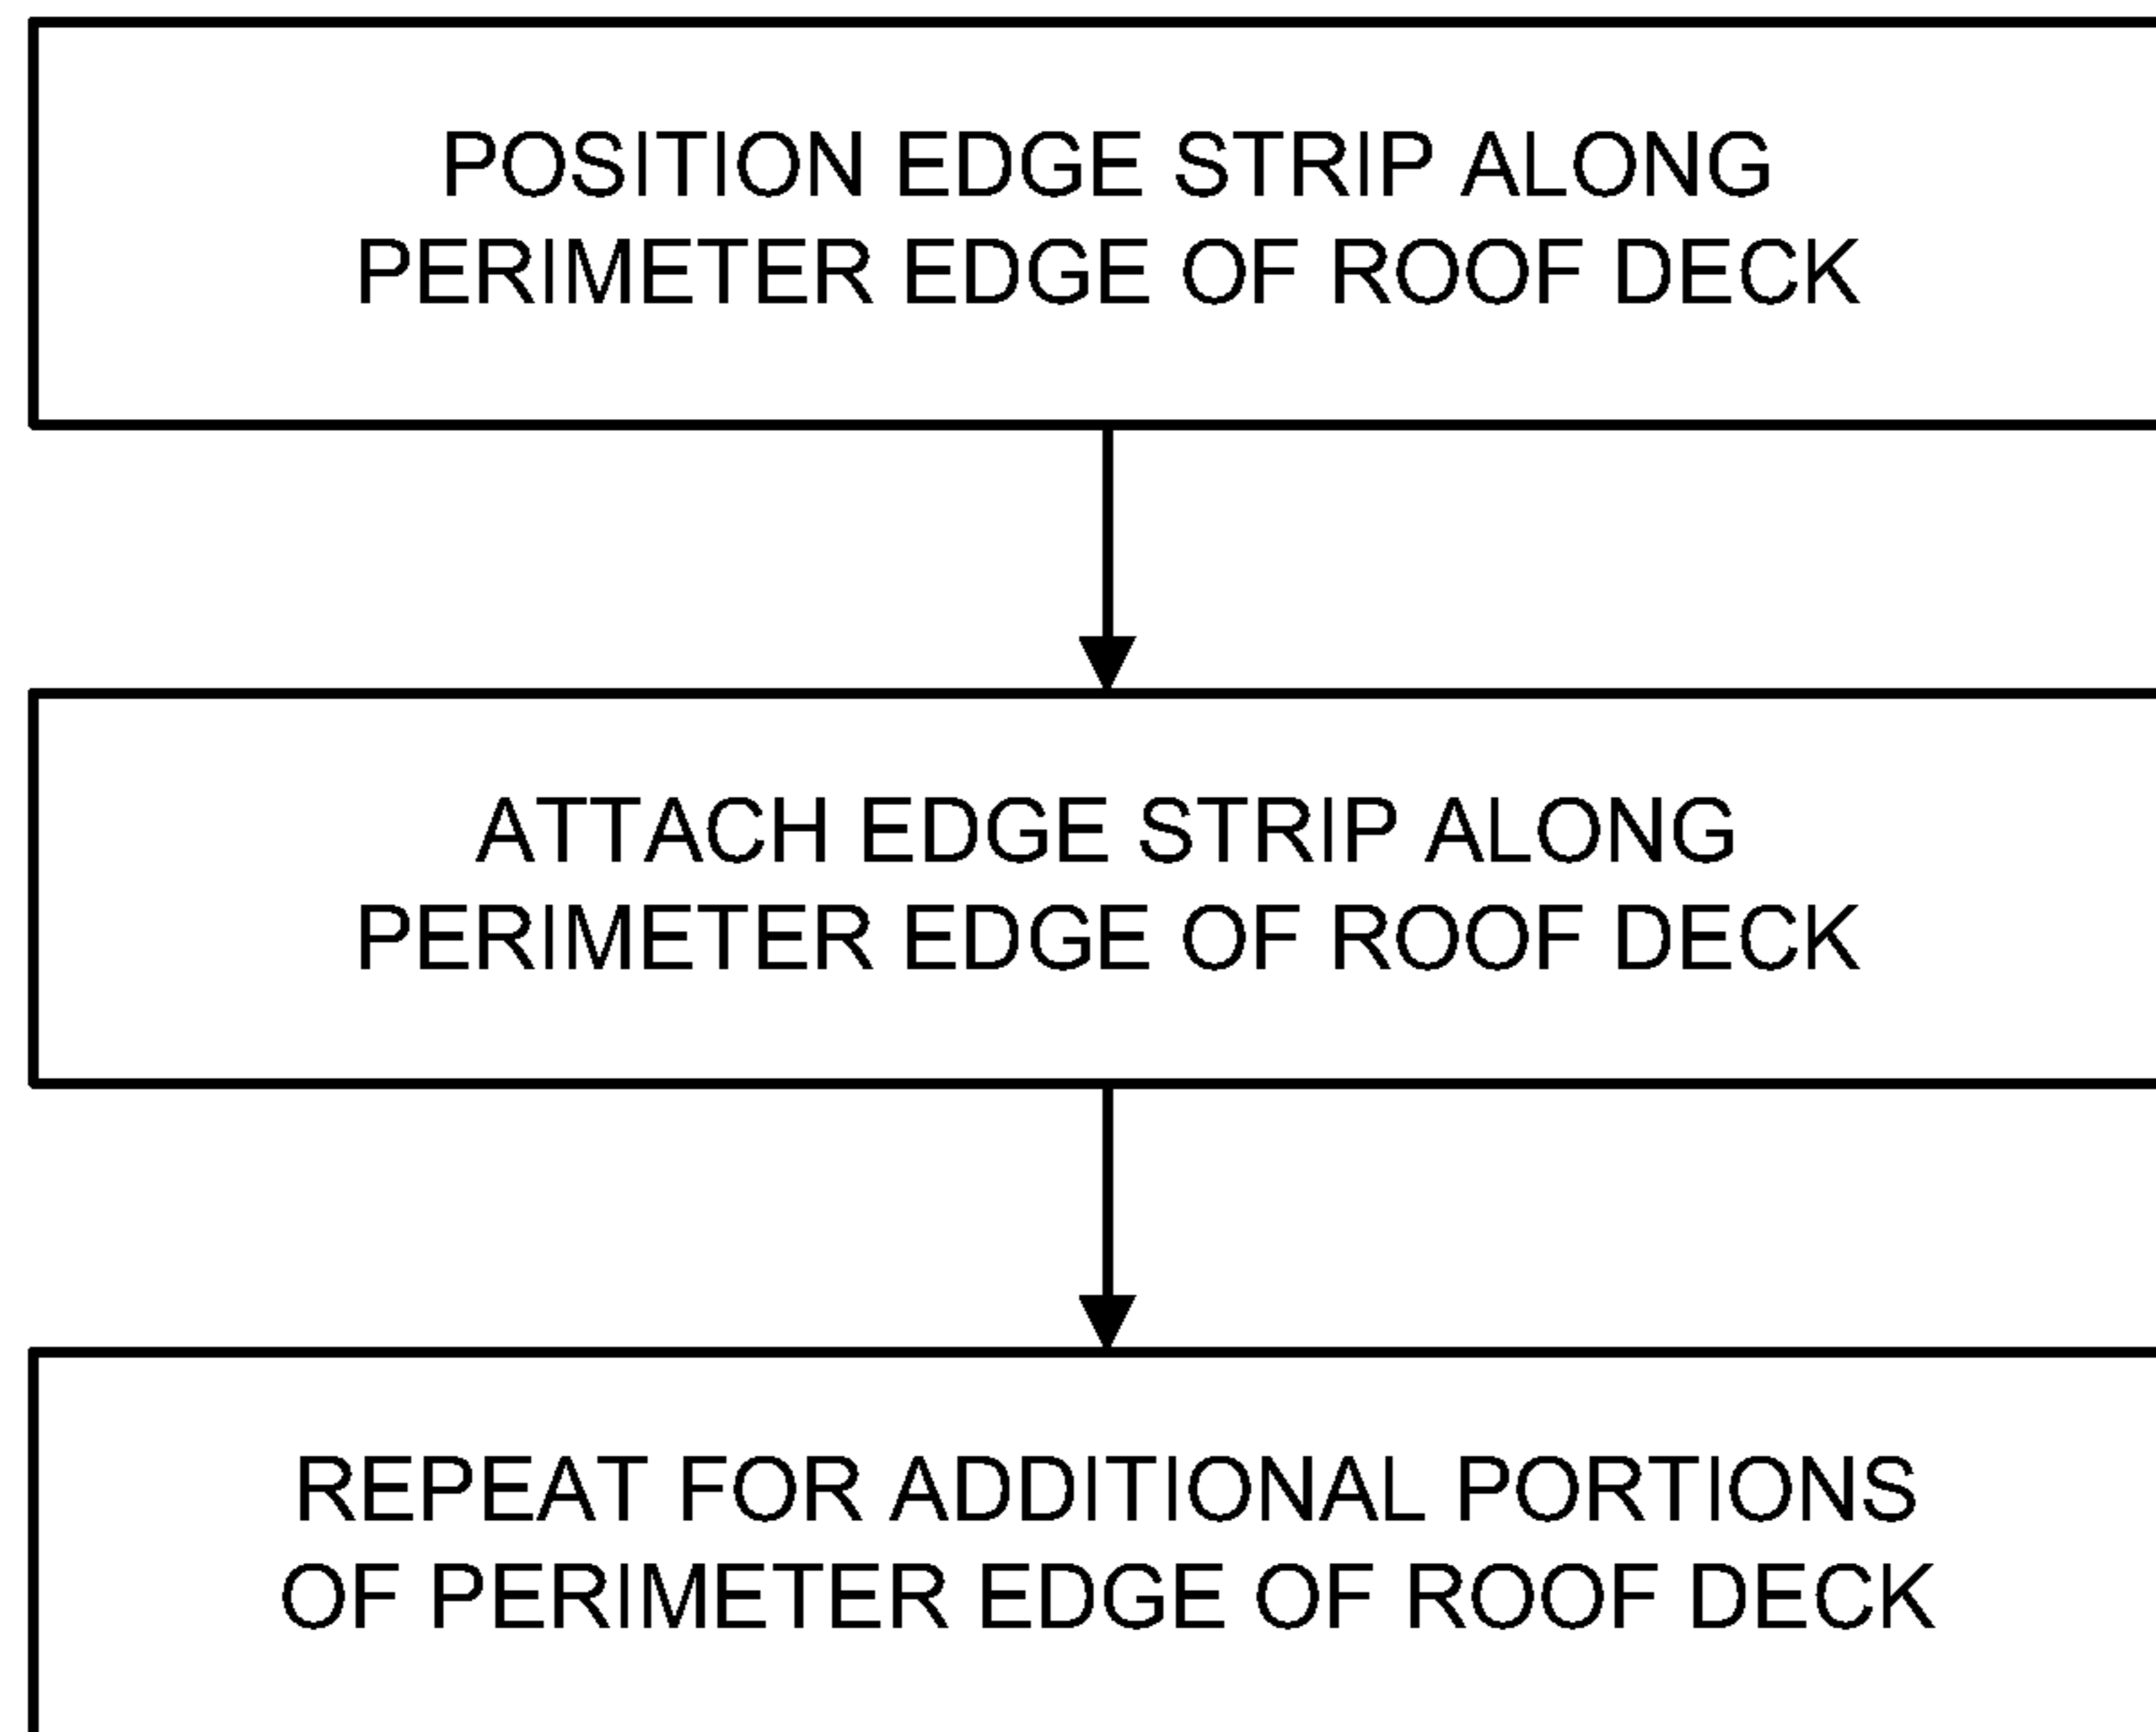 POSITION EDGE STRIP ALONG
PERIMETER EDGE OF ROOF DECK
ATTACH EDGE STRIP ALONG
PERIMETER EDGE OF ROOF DECK
REPEAT FOR ADDITIONAL PORTIONS
OF PERIMETER EDGE OF ROOF DECK